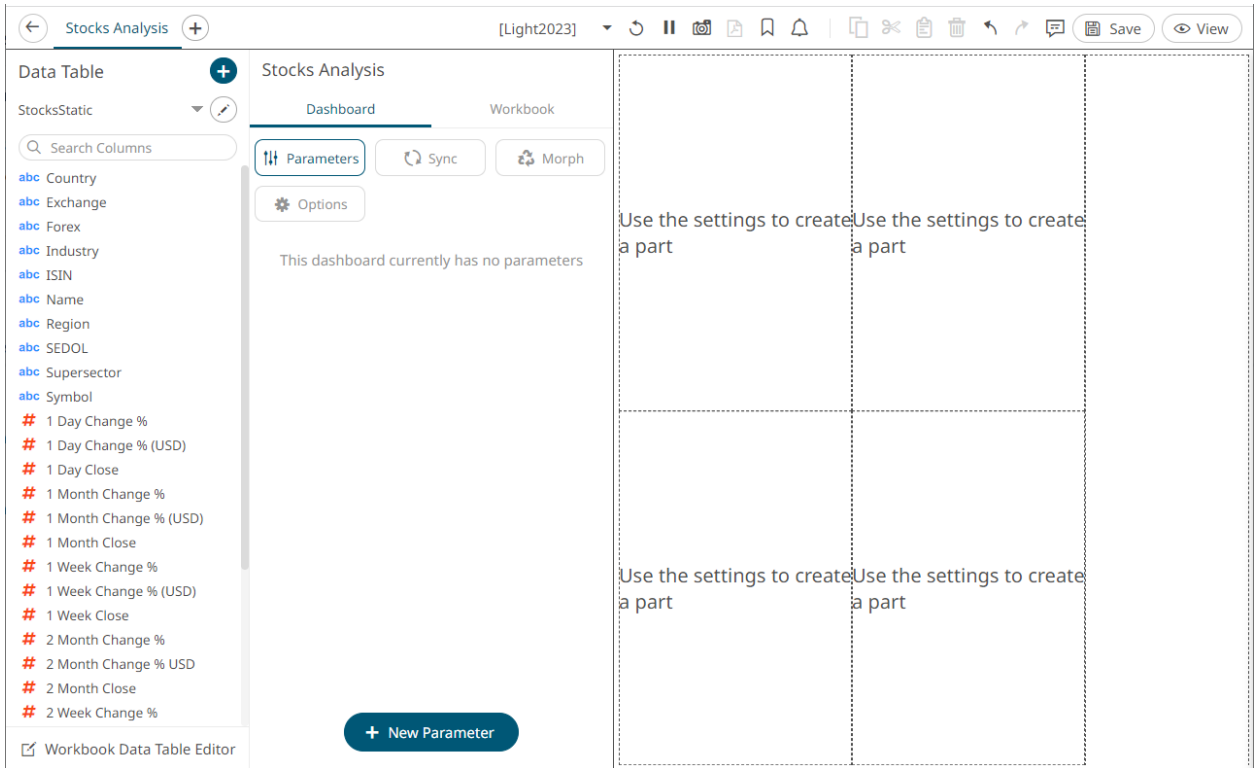 Stocks Analysis
[Light2023]
Save
View
Data Table
StocksStatic
Search Columns
abc Country
abc Exchange
abc Forex
abc Industry
abc ISIN
abc Name
abc Region
abc SEDOL
abc Supersector
abc Symbol
# 1 Day Change %
# 1 Day Change % (USD)
# 1 Day Close
# 1 Month Change %
# 1 Month Change % (USD)
# 1 Month Close
# 1 Week Change %
# 1 Week Change % (USD)
# 1 Week Close
# 2 Month Change %
# 2 Month Change % USD
# 2 Month Close
# 2 Week Change %
Workbook Data Table Editor
Stocks Analysis
Dashboard
Workbook
Parameters
Sync
Morph
Options
This dashboard currently has no parameters
+ New Parameter
Use the settings to create
a part
Use the settings to create
a part
Use the settings to create
a part
Use the settings to create
a part